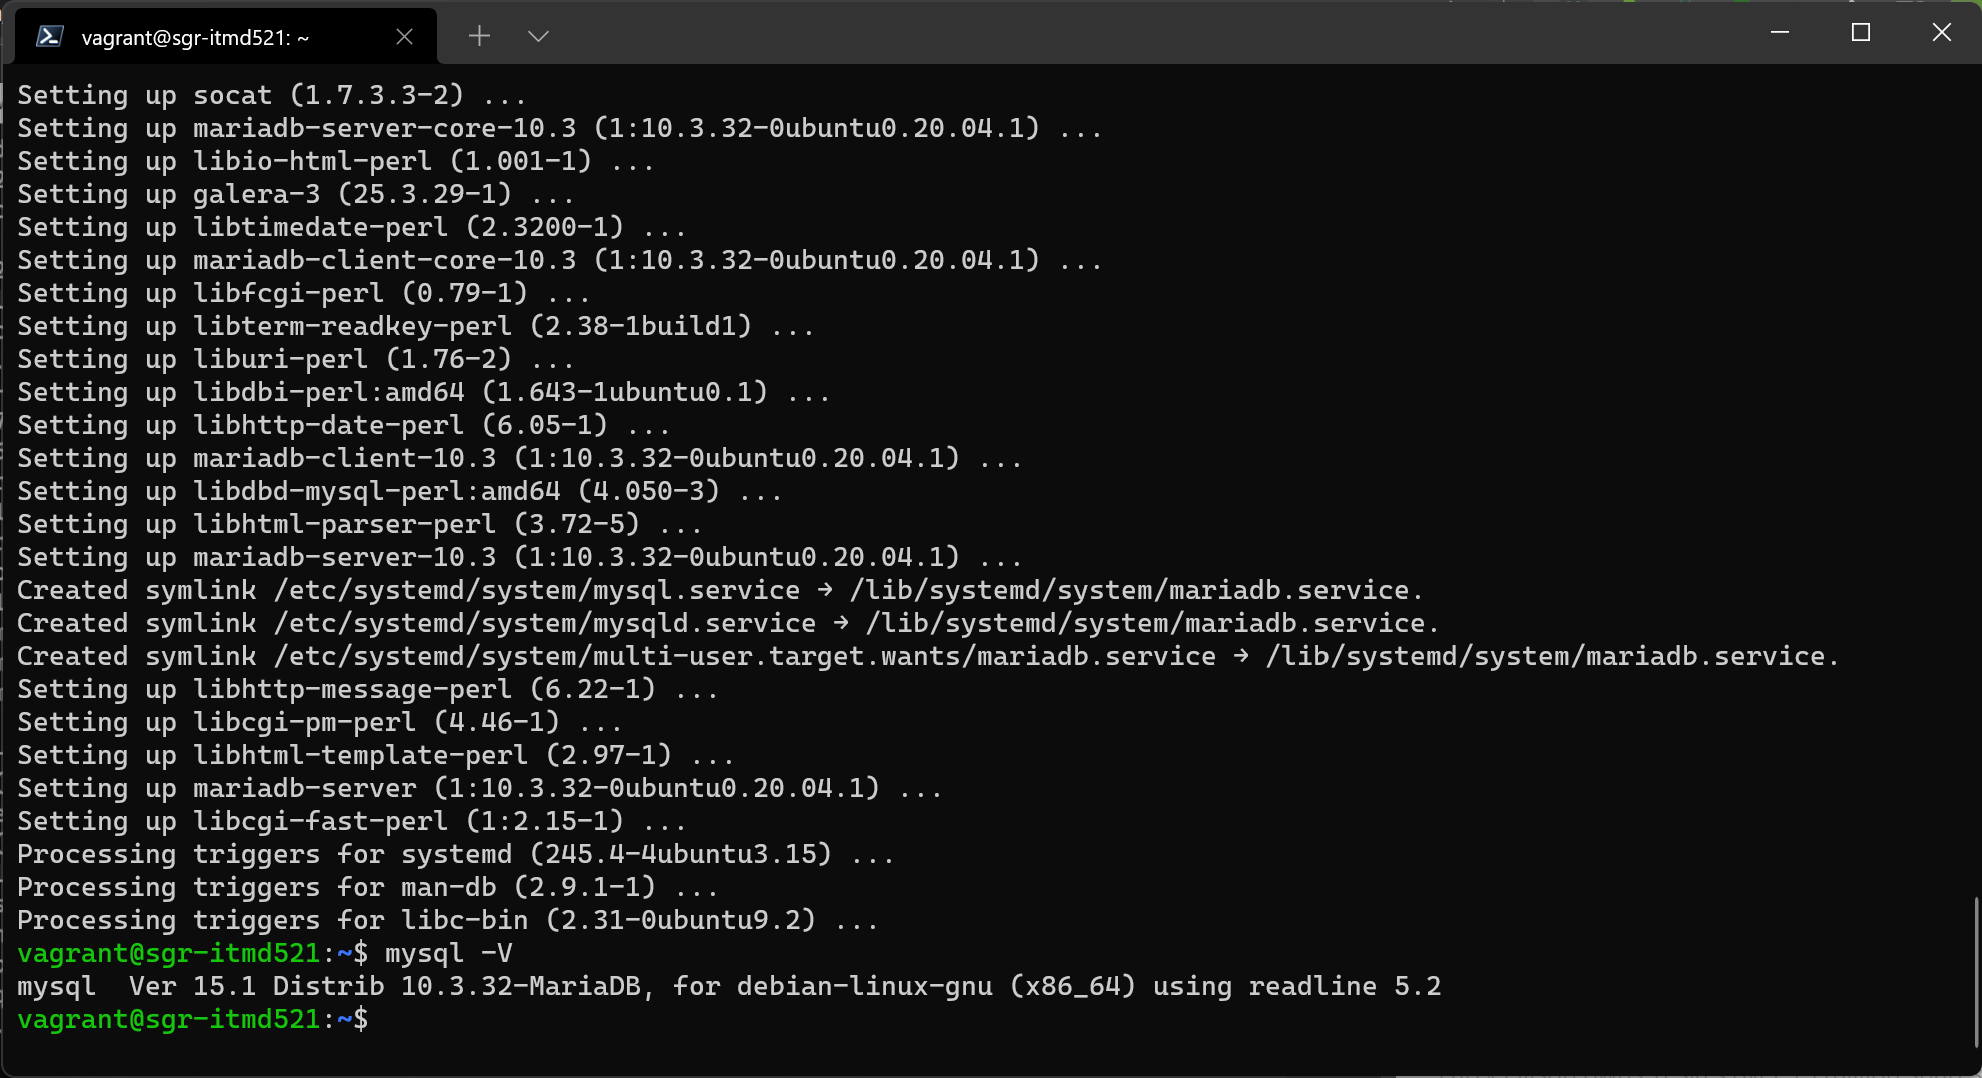 vagrant@sgr-itmd521: ~
Setting up socat (1.7.3.3-2) ...
Setting up mariadb-server-core-10.3 (1:10.3.32-0ubuntu0.20.04.1) ...
Setting up libio-html-perl (1.001-1) ...
Setting up galera-3 (25.3.29-1) ...
Setting up libtimedate-perl (2.3200-1) ...
Setting up mariadb-client-core-10.3 (1:10.3.32-0ubuntu0.20.04.1) ...
Setting up libfcgi-perl (0.79-1) ...
Setting up libterm-readkey-perl (2.38-1build1) ...
Setting up liburi-perl (1.76-2) ...
Setting up libdbi-perl:amd64 (1.643-1ubuntu0.1) ...
Setting up libhttp-date-perl (6.05-1) ...
Setting up mariadb-client-10.3 (1:10.3.32-0ubuntu0.20.04.1) ...
Setting up libdbd-mysql-perl:amd64 (4.050-3) ...
Setting up libhtml-parser-perl (3.72-5) ...
Setting up mariadb-server-10.3 (1:10.3.32-0ubuntu0.20.04.1) ...
Created symlink /etc/systemd/system/mysql.service → /lib/systemd/system/mariadb.service.
Created symlink /etc/systemd/system/mysqld.service → /lib/systemd/system/mariadb.service.
Created symlink /etc/systemd/system/multi-user.target.wants/mariadb.service → /lib/systemd/system/mariadb.service.
Setting up libhttp-message-perl (6.22-1) ...
Setting up libcgi-pm-perl (4.46-1) ...
Setting up libhtml-template-perl (2.97-1) ...
Setting up mariadb-server (1:10.3.32-0ubuntu0.20.04.1) ...
Setting up libcgi-fast-perl (1:2.15-1) ...
Processing triggers for systemd (245.4-4ubuntu3.15) ...
Processing triggers for man-db (2.9.1-1) ...
Processing triggers for libc-bin (2.31-0ubuntu9.2) ...
vagrant@sgr-itmd521:~$ mysql -V
mysql  Ver 15.1 Distrib 10.3.32-MariaDB, for debian-linux-gnu (x86_64) using readline 5.2
vagrant@sgr-itmd521:~$